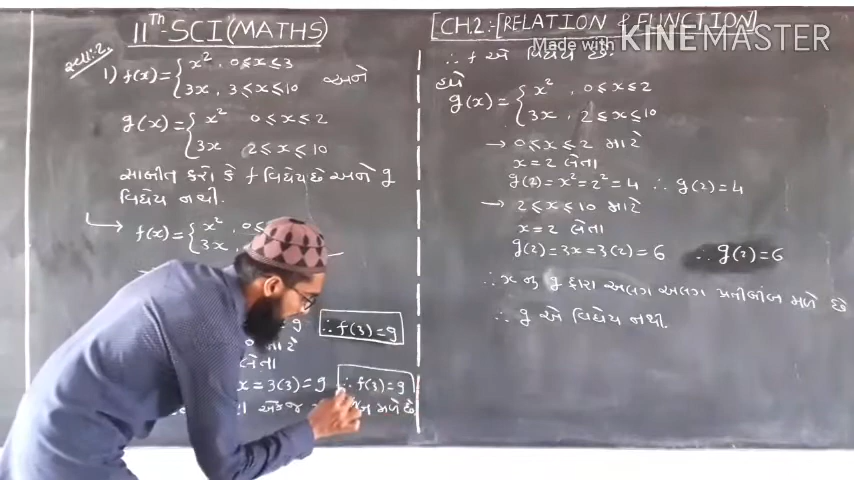 11th-SCI(MATHS)
[CH.2:-[RELATION & FUNCTION]
Made with KINEMASTER
1) f(x)={ x², 0≤x≤3
3x, 3≤x≤10 અને
g(x)={ x² 0≤x≤2
3x 2≤x≤10
સાબીત કરો કે f વિધેય છે અને g
વિધેય નથી.
f(x)={ x², 0≤
3x,
= 9 ∴ f(3)=9
લેતા
x=3(3)=9 ∴ f(3)=9
એકજ મળે છે
∴ f એ વિધેય છે.
હવે
g(x)={ x², 0≤x≤2
3x, 2≤x≤10
→ 0≤x≤2 માટે
x=2 લેતા
g(2)=x²=2²=4 ∴ g(2)=4
→ 2≤x≤10 માટે
x=2 લેતા
g(2)=3x=3(2)=6 ∴ g(2)=6
∴ x નુ g દ્વારા અલગ અલગ પ્રતીબીંબ મળે છે
∴ g એ વિધેય નથી.